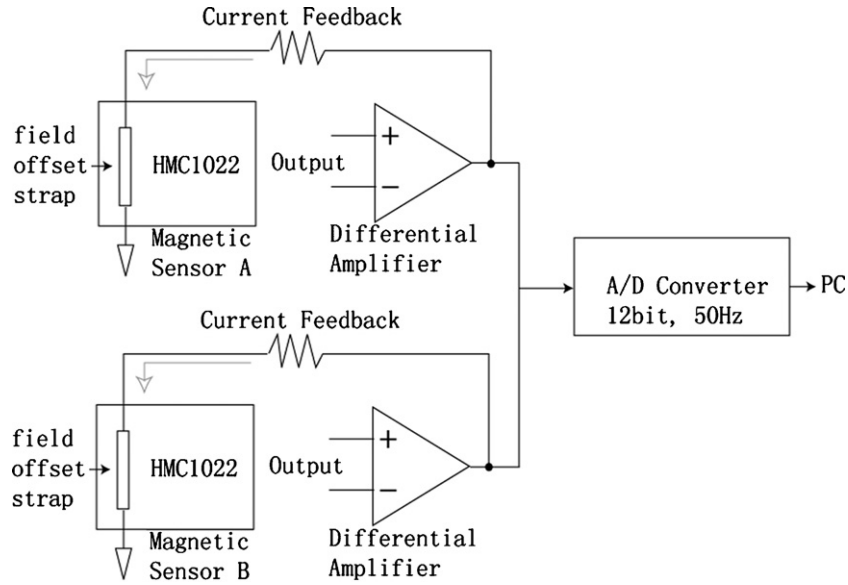 Current Feedback
field
offset
strap
HMC1022
Output
+
−
Magnetic
Sensor A
Differential
Amplifier
A/D Converter
12bit, 50Hz
PC
Current Feedback
field
offset
strap
HMC1022
Output
+
−
Magnetic
Sensor B
Differential
Amplifier